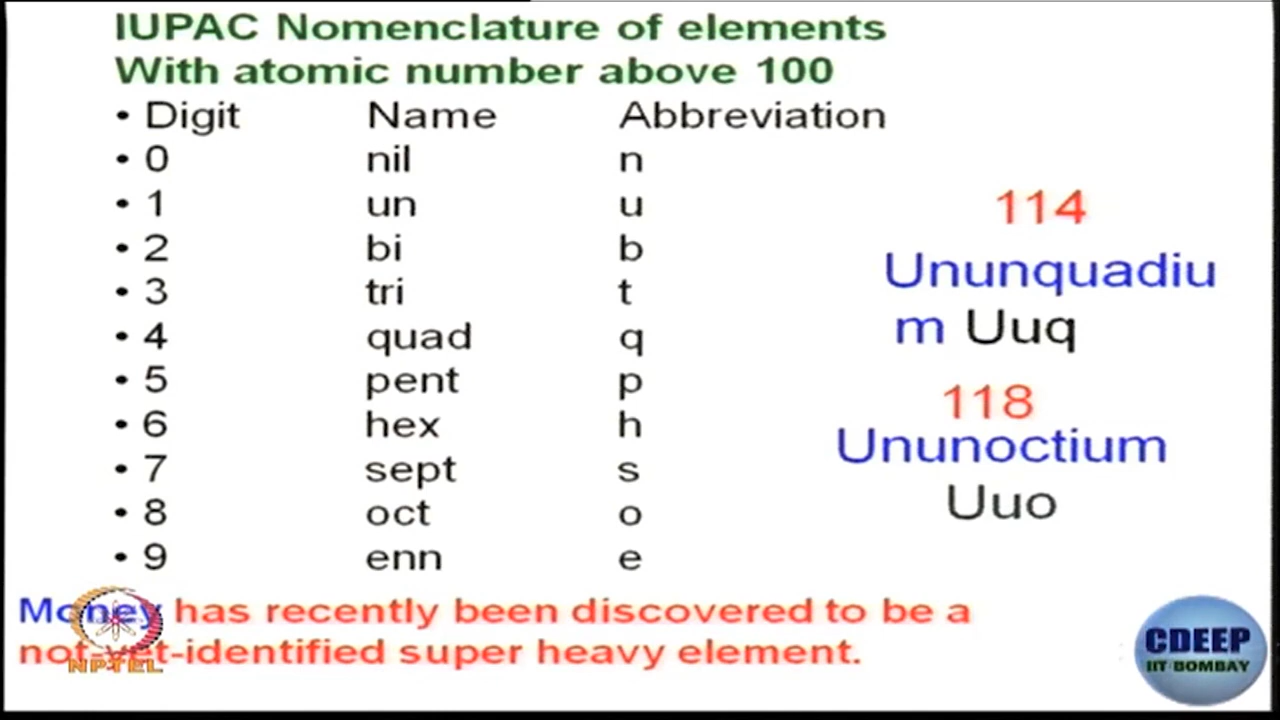 IUPAC Nomenclature of elements
With atomic number above 100
• Digit Name Abbreviation
• 0 nil n
• 1 un u
• 2 bi b
• 3 tri t
• 4 quad q
• 5 pent p
• 6 hex h
• 7 sept s
• 8 oct o
• 9 enn e
114
Ununquadiu
m Uuq
118
Ununoctium
Uuo
Money has recently been discovered to be a
not-yet-identified super heavy element.
NPTEL
CDEEP
IIT BOMBAY